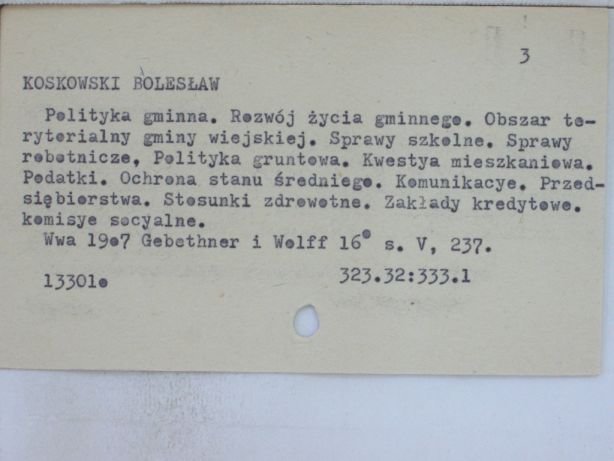 3
KOSKOWSKI BOLESŁAW
Polityka gminna. Rozwój życia gminnego. Obszar te-
rytorialny gminy wiejskiej. Sprawy szkolne. Sprawy
robotnicze, Polityka gruntowa. Kwestya mieszkaniowa.
Podatki. Ochrona stanu średniego. Komunikacye. Przed-
siębiorstwa. Stosunki zdrowotne. Zakłady kredytowe.
komisye socyalne.
Wwa 1907 Gebethner i Wolff 16° s. V, 237.
13301o 323.32:333.1